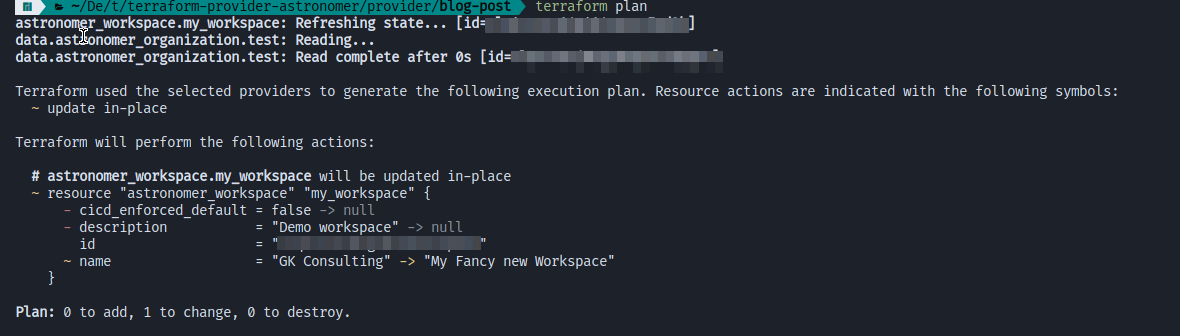 ~/De/t/terraform-provider-astronomer/provider/blog-post terraform plan
astronomer_workspace.my_workspace: Refreshing state... [id=]
data.astronomer_organization.test: Reading...
data.astronomer_organization.test: Read complete after 0s [id=]
Terraform used the selected providers to generate the following execution plan. Resource actions are indicated with the following symbols:
~ update in-place
Terraform will perform the following actions:
# astronomer_workspace.my_workspace will be updated in-place
~ resource "astronomer_workspace" "my_workspace" {
- cicd_enforced_default = false -> null
- description = "Demo workspace" -> null
id = ""
~ name = "GK Consulting" -> "My Fancy new Workspace"
}
Plan: 0 to add, 1 to change, 0 to destroy.